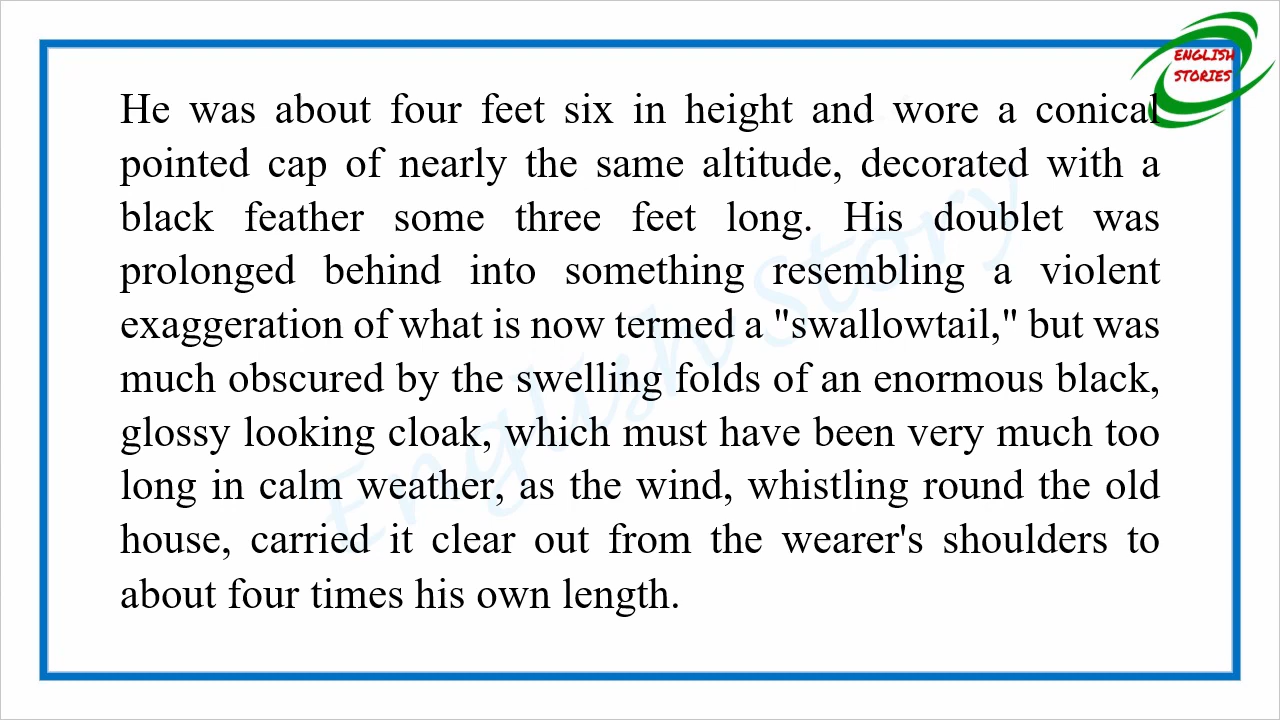 ENGLISH
STORIES
He was about four feet six in height and wore a conical
pointed cap of nearly the same altitude, decorated with a
black feather some three feet long. His doublet was
prolonged behind into something resembling a violent
exaggeration of what is now termed a "swallowtail," but was
much obscured by the swelling folds of an enormous black,
glossy looking cloak, which must have been very much too
long in calm weather, as the wind, whistling round the old
house, carried it clear out from the wearer's shoulders to
about four times his own length.
English Story